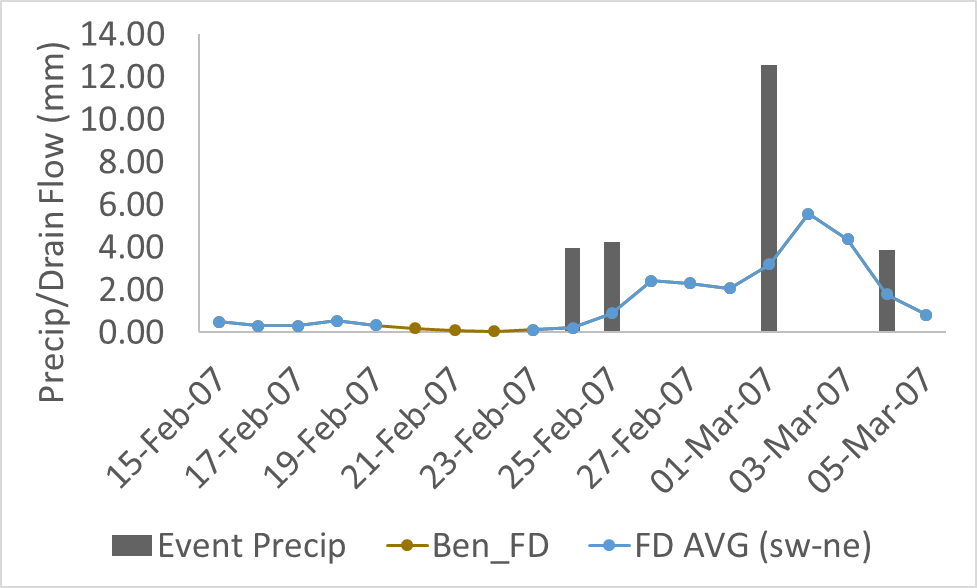 Precip/Drain Flow (mm)
14.00
12.00
10.00
8.00
6.00
4.00
2.00
0.00
15-Feb-07
17-Feb-07
19-Feb-07
21-Feb-07
23-Feb-07
25-Feb-07
27-Feb-07
01-Mar-07
03-Mar-07
05-Mar-07
Event Precip Ben_FD FD AVG (sw-ne)